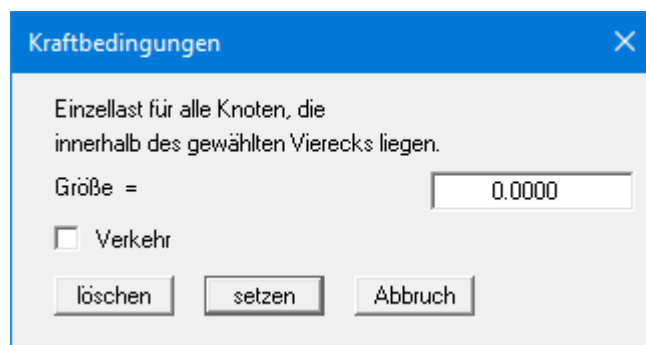 Kraftbedingungen
Einzellast für alle Knoten, die
innerhalb des gewählten Vierecks liegen.
Größe = 0.0000
Verkehr
löschen setzen Abbruch